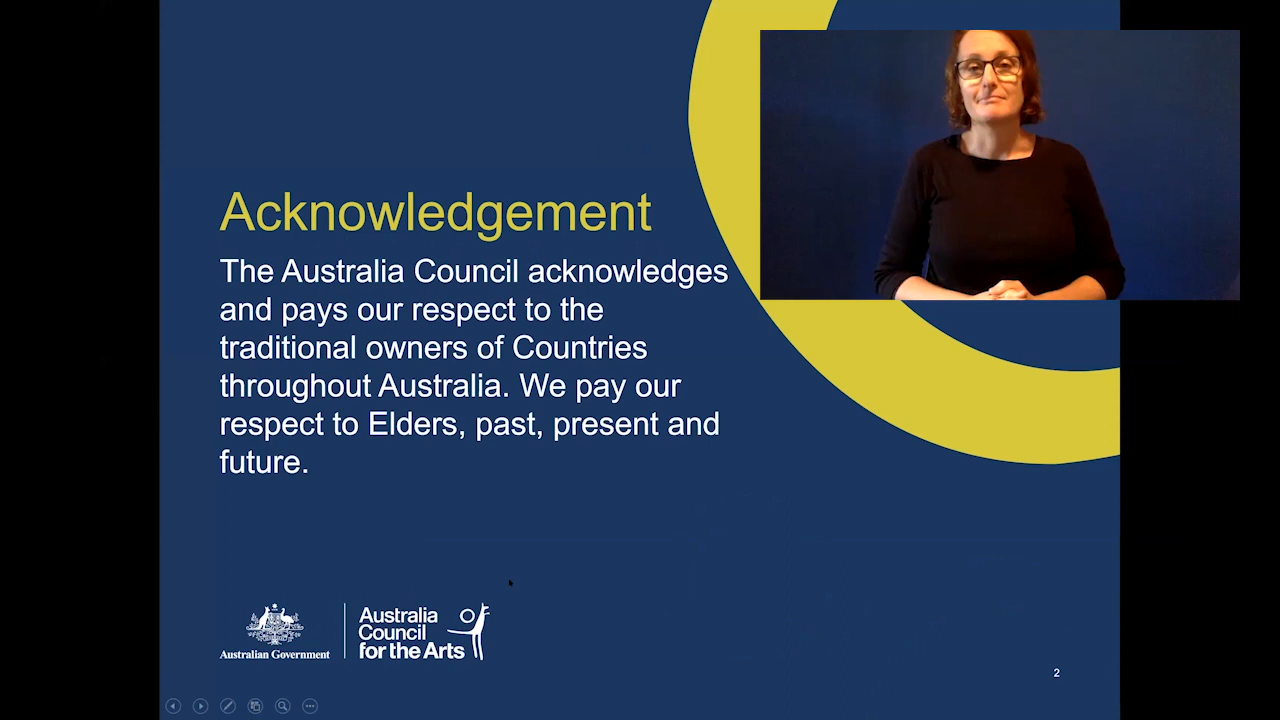 Acknowledgement
The Australia Council acknowledges
and pays our respect to the
traditional owners of Countries
throughout Australia. We pay our
respect to Elders, past, present and
future.
Australian Government
Australia
Council
for the Arts
2